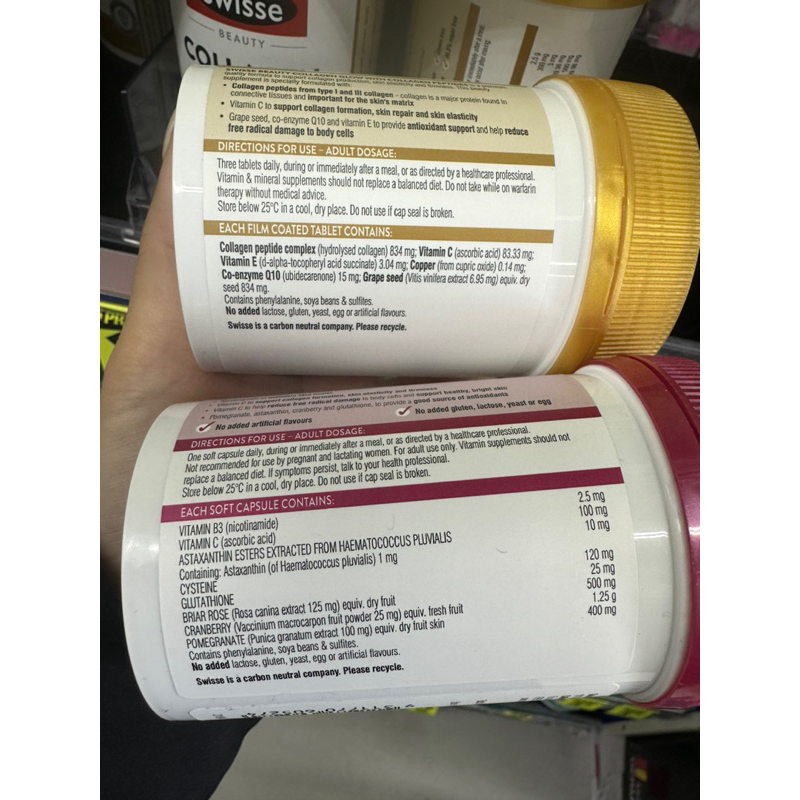 Swisse
BEAUTY
SWISSE BEAUTY COLLAGEN GLOW WITH COLLAGEN PEPTIDES
quality formula to support collagen production, skin elasticity and firmness. This beauty
supplement is specially formulated with:
• Collagen peptides from type I and III collagen – collagen is a major protein found in
connective tissues and important for the skin's matrix
• Vitamin C to support collagen formation, skin repair and skin elasticity
• Grape seed, co-enzyme Q10 and vitamin E to provide antioxidant support and help reduce
free radical damage to body cells
DIRECTIONS FOR USE – ADULT DOSAGE:
Three tablets daily, during or immediately after a meal, or as directed by a healthcare professional.
Vitamin & mineral supplements should not replace a balanced diet. Do not take while on warfarin
therapy without medical advice.
Store below 25°C in a cool, dry place. Do not use if cap seal is broken.
EACH FILM COATED TABLET CONTAINS:
Collagen peptide complex (hydrolysed collagen) 834 mg; Vitamin C (ascorbic acid) 83.33 mg;
Vitamin E (d-alpha-tocopheryl acid succinate) 3.04 mg; Copper (from cupric oxide) 0.14 mg;
Co-enzyme Q10 (ubidecarenone) 15 mg; Grape seed (Vitis vinifera extract 6.95 mg) equiv. dry
seed 834 mg.
Contains phenylalanine, soya beans & sulfites.
No added lactose, gluten, yeast, egg or artificial flavours.
Swisse is a carbon neutral company. Please recycle.
• Vitamin C to support collagen formation, skin elasticity and firmness
• Vitamin C to help reduce free radical damage to body cells and support healthy, bright skin
• Pomegranate, astaxanthin, cranberry and glutathione, to provide a good source of antioxidants
No added artificial flavours
No added gluten, lactose, yeast or egg
DIRECTIONS FOR USE – ADULT DOSAGE:
One soft capsule daily, during or immediately after a meal, or as directed by a healthcare professional.
Not recommended for use by pregnant and lactating women. For adult use only. Vitamin supplements should not
replace a balanced diet. If symptoms persist, talk to your health professional.
Store below 25°C in a cool, dry place. Do not use if cap seal is broken.
EACH SOFT CAPSULE CONTAINS:
VITAMIN B3 (nicotinamide) 2.5 mg
VITAMIN C (ascorbic acid) 100 mg
ASTAXANTHIN ESTERS EXTRACTED FROM HAEMATOCOCCUS PLUVIALIS 10 mg
Containing: Astaxanthin (of Haematococcus pluvialis) 1 mg
CYSTEINE 120 mg
GLUTATHIONE 25 mg
BRIAR ROSE (Rosa canina extract 125 mg) equiv. dry fruit 500 mg
CRANBERRY (Vaccinium macrocarpon fruit powder 25 mg) equiv. fresh fruit 1.25 g
POMEGRANATE (Punica granatum extract 100 mg) equiv. dry fruit skin 400 mg
Contains phenylalanine, soya beans & sulfites.
No added lactose, gluten, yeast, egg or artificial flavours.
Swisse is a carbon neutral company. Please recycle.